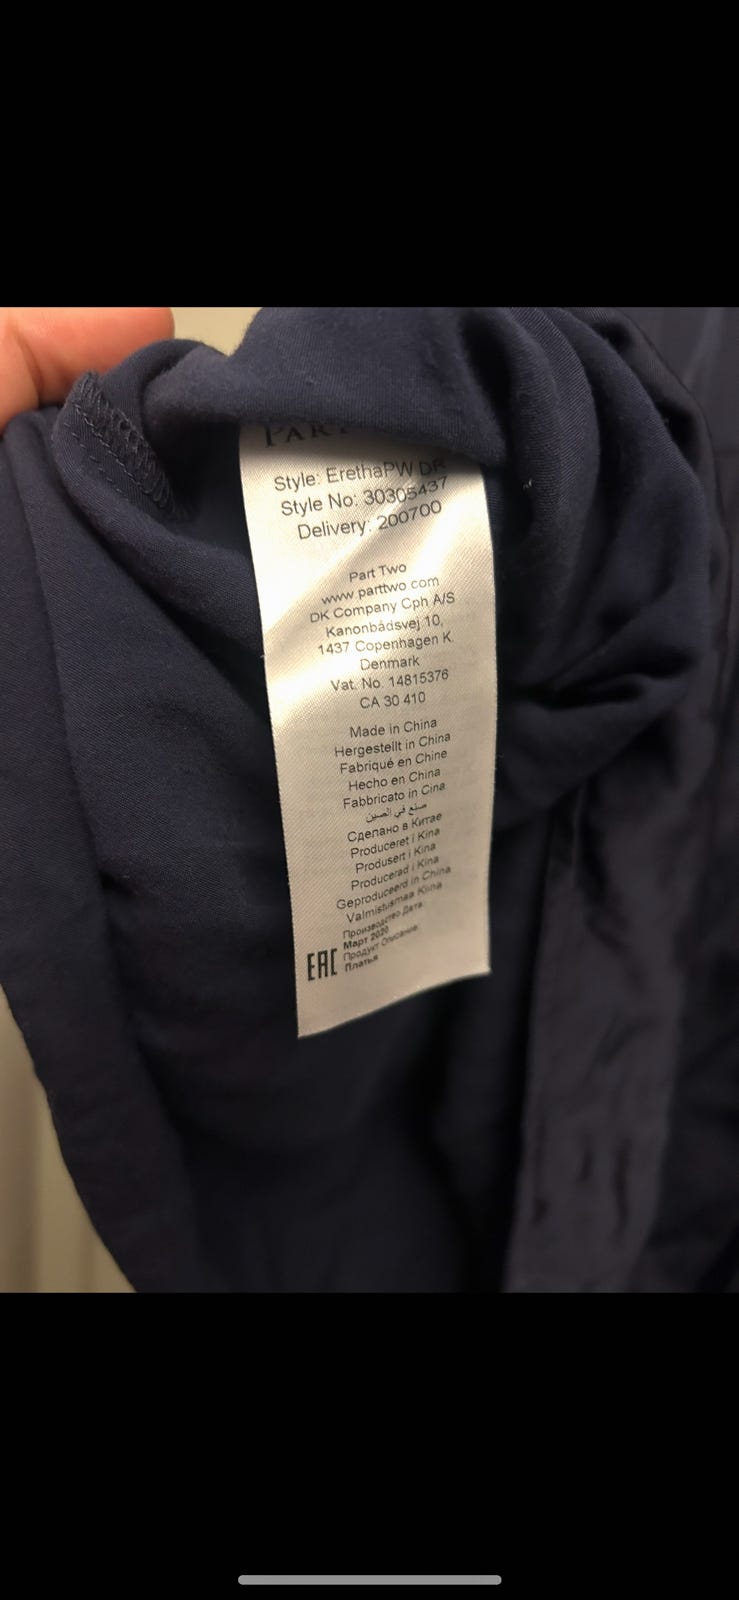 Style: ErethaPW DR
Style No: 30305437
Delivery: 200700
Part Two
www.parttwo.com
DK Company Cph A/S
Kanonbådsvej 10,
1437 Copenhagen K
Denmark
Vat. No. 14815376
CA 30 410
Made in China
Hergestellt in China
Fabriqué en Chine
Hecho en China
Fabbricato in Cina
صنع في الصين
Сделано в Китае
Produceret i Kina
Produsert i Kina
Producerad i Kina
Geproduceerd in China
Valmistusmaa Kiina
Производство Дата:
Март 2020
Продукт Описание:
Платья
EAC